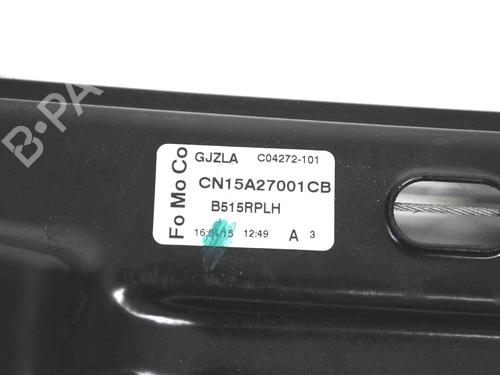 Fo Mo Co
GJZLA C04272-101
CN15A27001CB
B515RPLH
12:49 A 3
B-PA